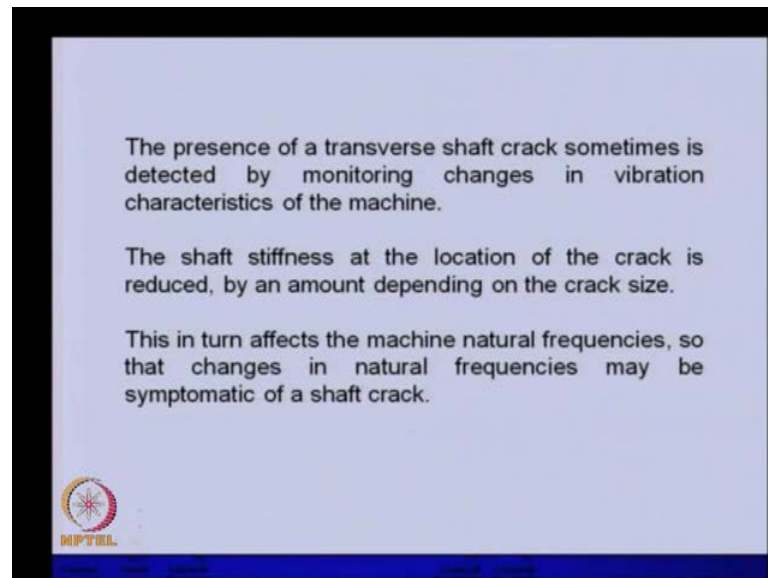 The presence of a transverse shaft crack sometimes is
detected by monitoring changes in vibration
characteristics of the machine.
The shaft stiffness at the location of the crack is
reduced, by an amount depending on the crack size.
This in turn affects the machine natural frequencies, so
that changes in natural frequencies may be
symptomatic of a shaft crack.
NPTEL